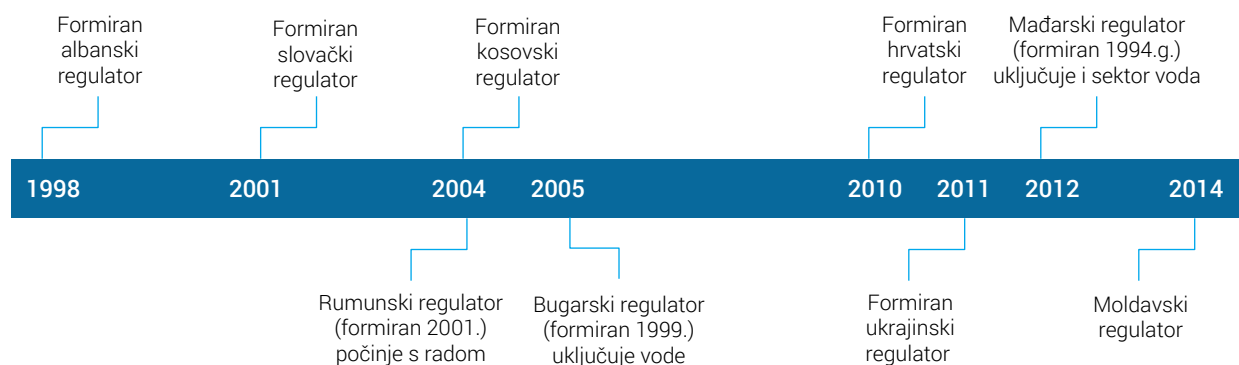 Formiran
albanski
regulator
Formiran
slovački
regulator
Formiran
kosovski
regulator
Formiran
hrvatski
regulator
Mađarski regulator
(formiran 1994.g.)
uključuje i sektor voda
1998
2001
2004
2005
2010
2011
2012
2014
Rumunski regulator
(formiran 2001.)
počinje s radom
Bugarski regulator
(formiran 1999.)
uključuje vode
Formiran
ukrajinski
regulator
Moldavski
regulator